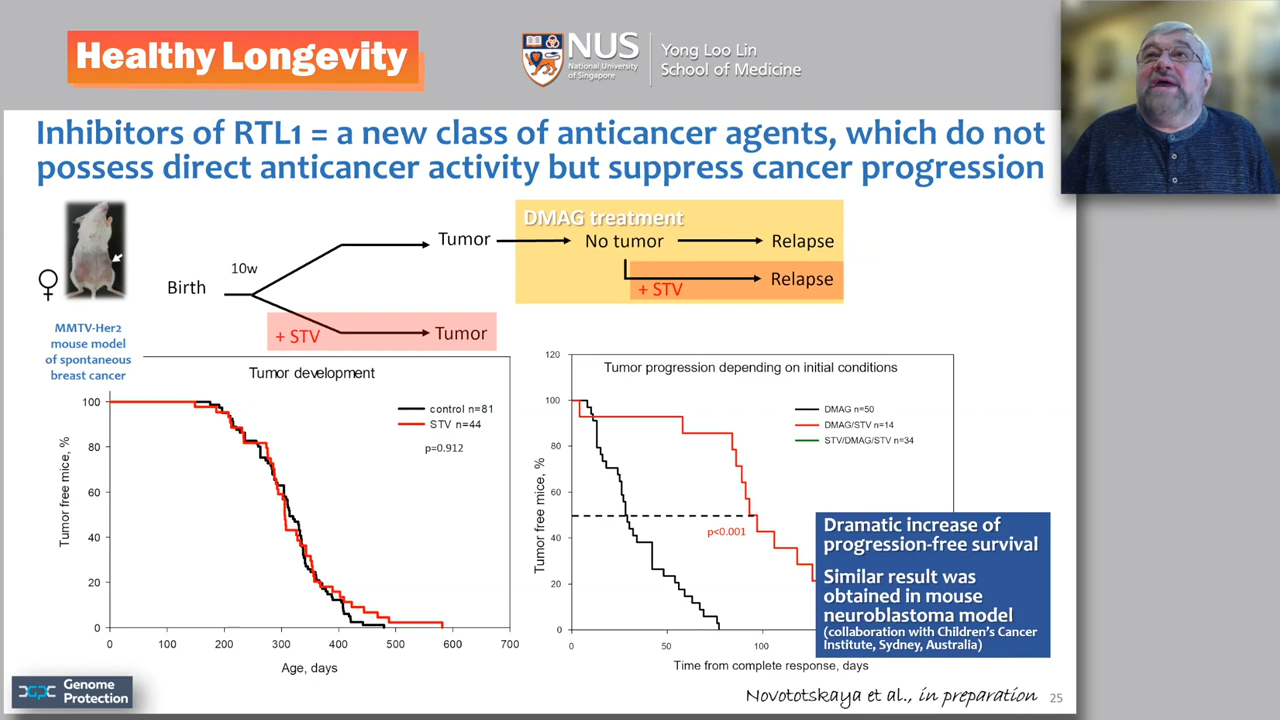 Healthy Longevity
NUS
National University
of Singapore
Yong Loo Lin
School of Medicine
Inhibitors of RTL1 = a new class of anticancer agents, which do not
possess direct anticancer activity but suppress cancer progression
DMAG treatment
Tumor
No tumor
Relapse
10w
Birth
+ STV
Relapse
+ STV
Tumor
♀
MMTV-Her2
mouse model
of spontaneous
breast cancer
Tumor development
100
80
60
40
20
0
Tumor free mice, %
control n=81
STV n=44
p=0.912
0 100 200 300 400 500 600 700
Age, days
Tumor progression depending on initial conditions
120
100
80
60
40
20
0
Tumor free mice, %
DMAG n=50
DMAG/STV n=14
STV/DMAG/STV n=34
p<0.001
0 50 100
Time from complete response, days
Dramatic increase of
progression-free survival
Similar result was
obtained in mouse
neuroblastoma model
(collaboration with Children's Cancer
Institute, Sydney, Australia)
Genome
Protection
Novototskaya et al., in preparation
25